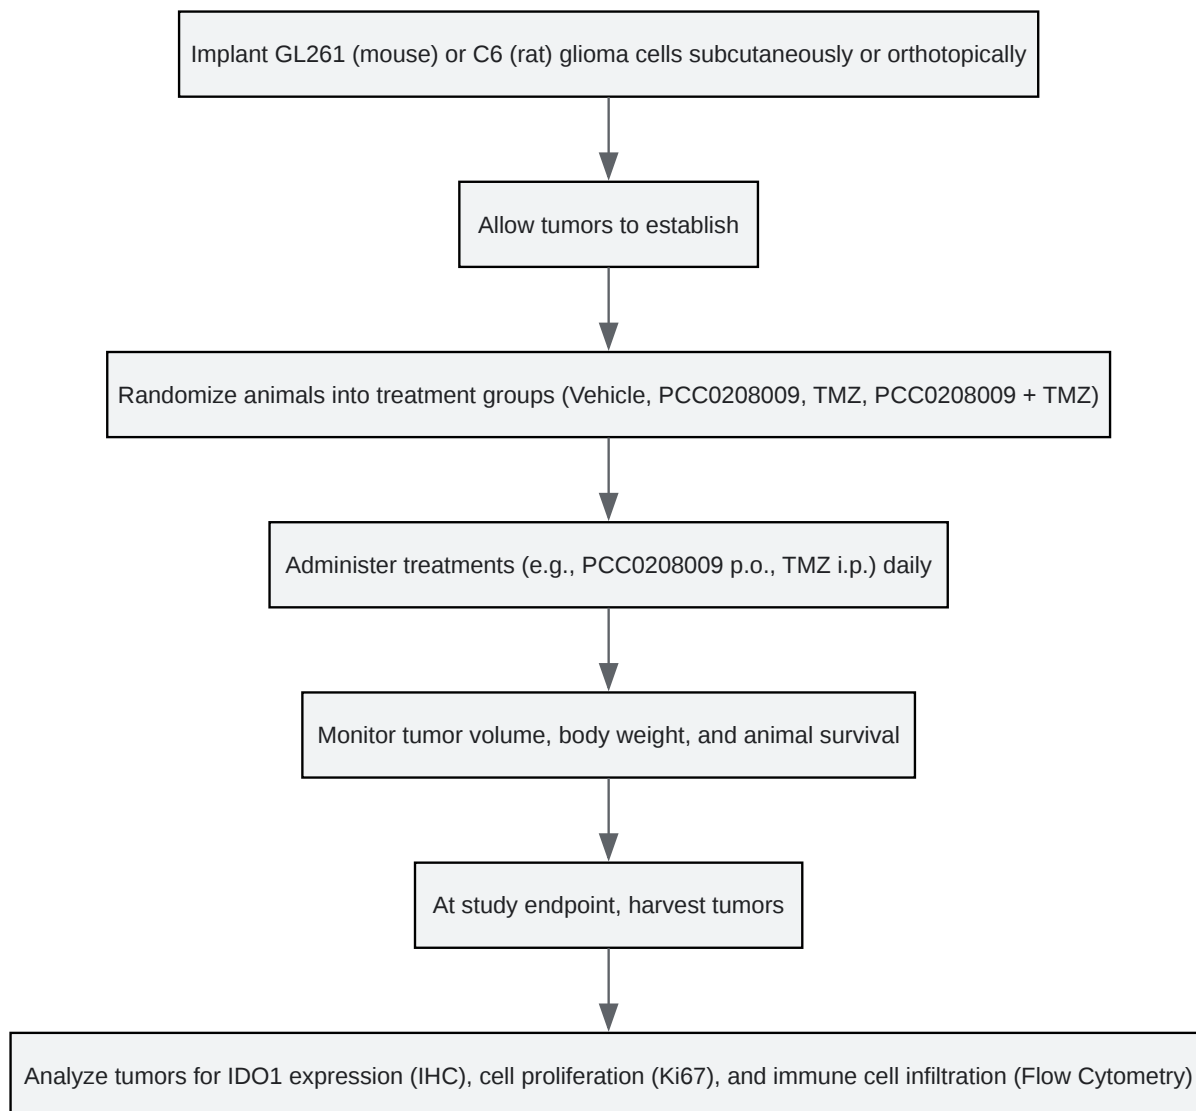 Implant GL261 (mouse) or C6 (rat) glioma cells subcutaneously or orthotopically
Allow tumors to establish
Randomize animals into treatment groups (Vehicle, PCC0208009, TMZ, PCC0208009 + TMZ)
Administer treatments (e.g., PCC0208009 p.o., TMZ i.p.) daily
Monitor tumor volume, body weight, and animal survival
At study endpoint, harvest tumors
Analyze tumors for IDO1 expression (IHC), cell proliferation (Ki67), and immune cell infiltration (Flow Cytometry)